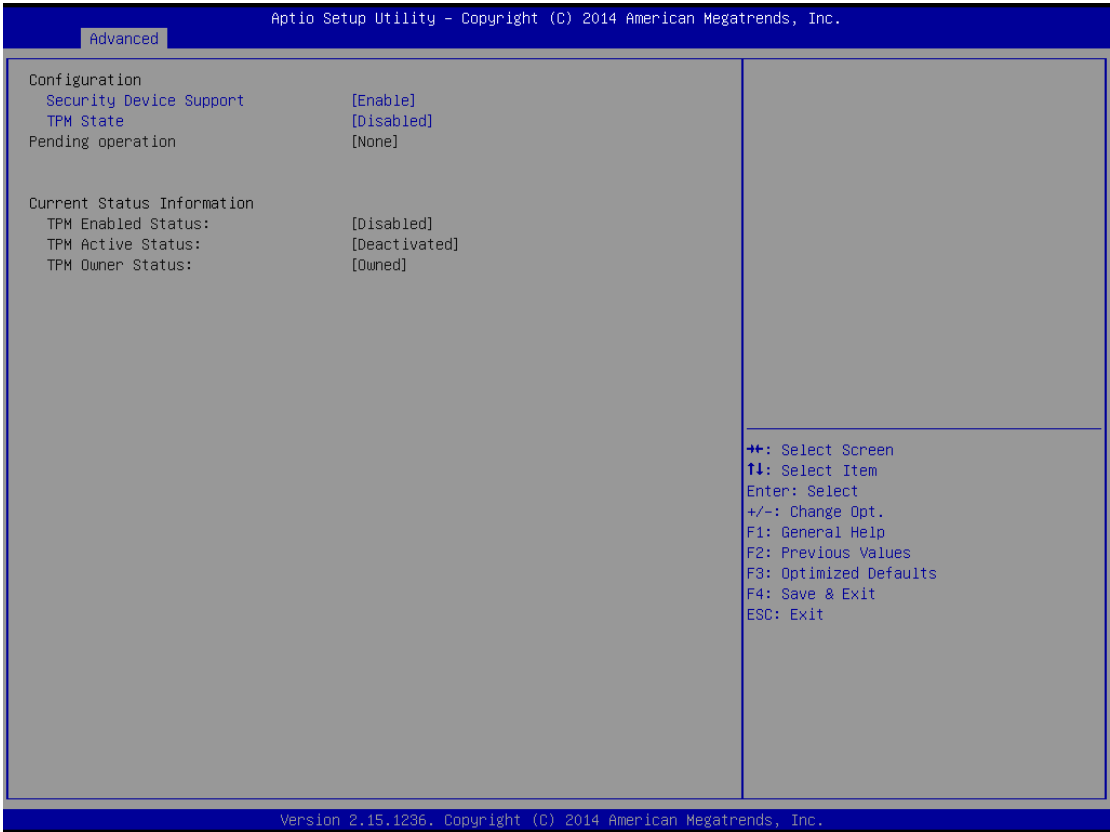 Aptio Setup Utility – Copyright (C) 2014 American Megatrends, Inc.
Advanced
Configuration
Security Device Support [Enable]
TPM State [Disabled]
Pending operation [None]
Current Status Information
TPM Enabled Status: [Disabled]
TPM Active Status: [Deactivated]
TPM Owner Status: [Owned]
→←: Select Screen
↑↓: Select Item
Enter: Select
+/-: Change Opt.
F1: General Help
F2: Previous Values
F3: Optimized Defaults
F4: Save & Exit
ESC: Exit
Version 2.15.1236. Copyright (C) 2014 American Megatrends, Inc.